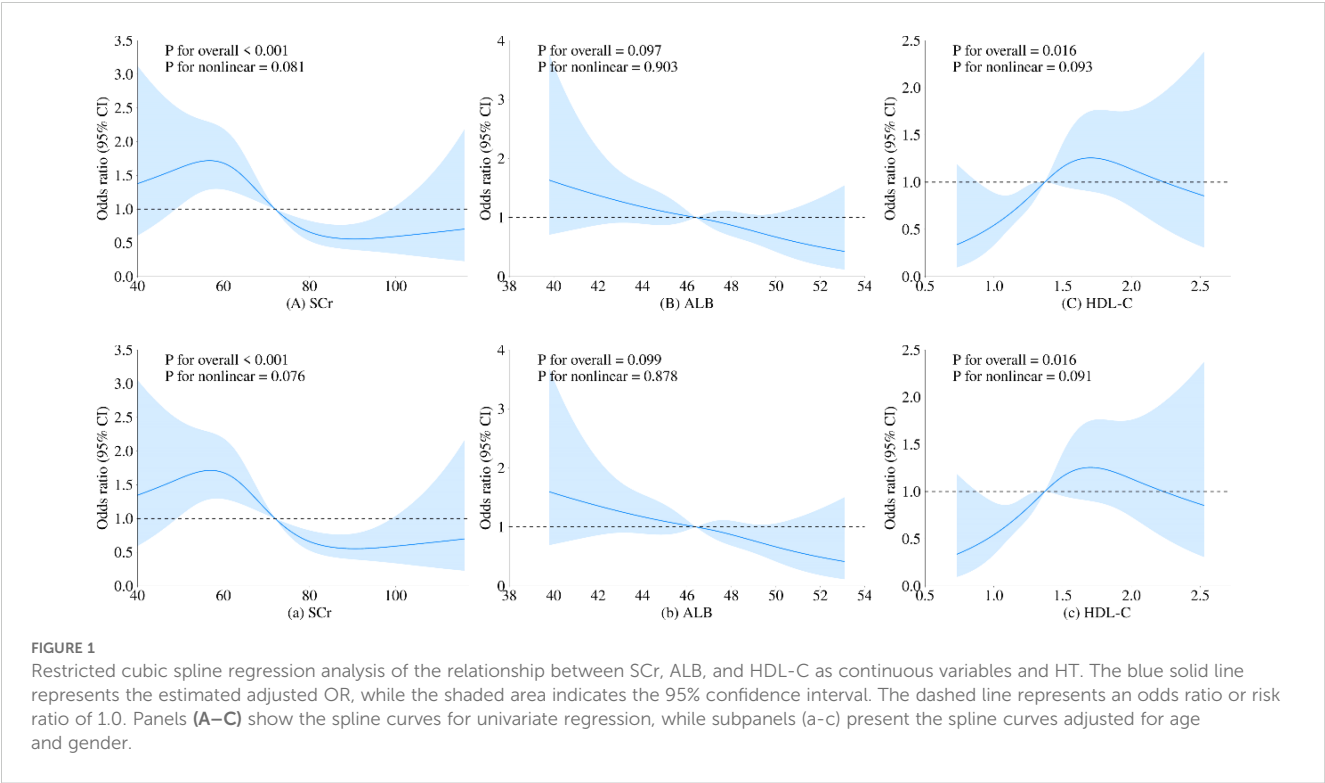 3.5
P for overall < 0.001
P for nonlinear = 0.081
3.0
2.5
2.0
1.5
1.0
0.5
0.0
Odds ratio (95% CI)
40
60
80
100
(A) SCr
4
P for overall = 0.097
P for nonlinear = 0.903
3
2
1
0
Odds ratio (95% CI)
38
40
42
44
46
48
50
52
54
(B) ALB
2.5
P for overall = 0.016
P for nonlinear = 0.093
2.0
1.5
1.0
0.5
0.0
Odds ratio (95% CI)
0.5
1.0
1.5
2.0
2.5
(C) HDL-C
3.5
P for overall < 0.001
P for nonlinear = 0.076
3.0
2.5
2.0
1.5
1.0
0.5
0.0
Odds ratio (95% CI)
40
60
80
100
(a) SCr
4
P for overall = 0.099
P for nonlinear = 0.878
3
2
1
0
Odds ratio (95% CI)
38
40
42
44
46
48
50
52
54
(b) ALB
2.5
P for overall = 0.016
P for nonlinear = 0.091
2.0
1.5
1.0
0.5
0.0
Odds ratio (95% CI)
0.5
1.0
1.5
2.0
2.5
(c) HDL-C
FIGURE 1
Restricted cubic spline regression analysis of the relationship between SCr, ALB, and HDL-C as continuous variables and HT. The blue solid line
represents the estimated adjusted OR, while the shaded area indicates the 95% confidence interval. The dashed line represents an odds ratio or risk
ratio of 1.0. Panels (A–C) show the spline curves for univariate regression, while subpanels (a-c) present the spline curves adjusted for age
and gender.